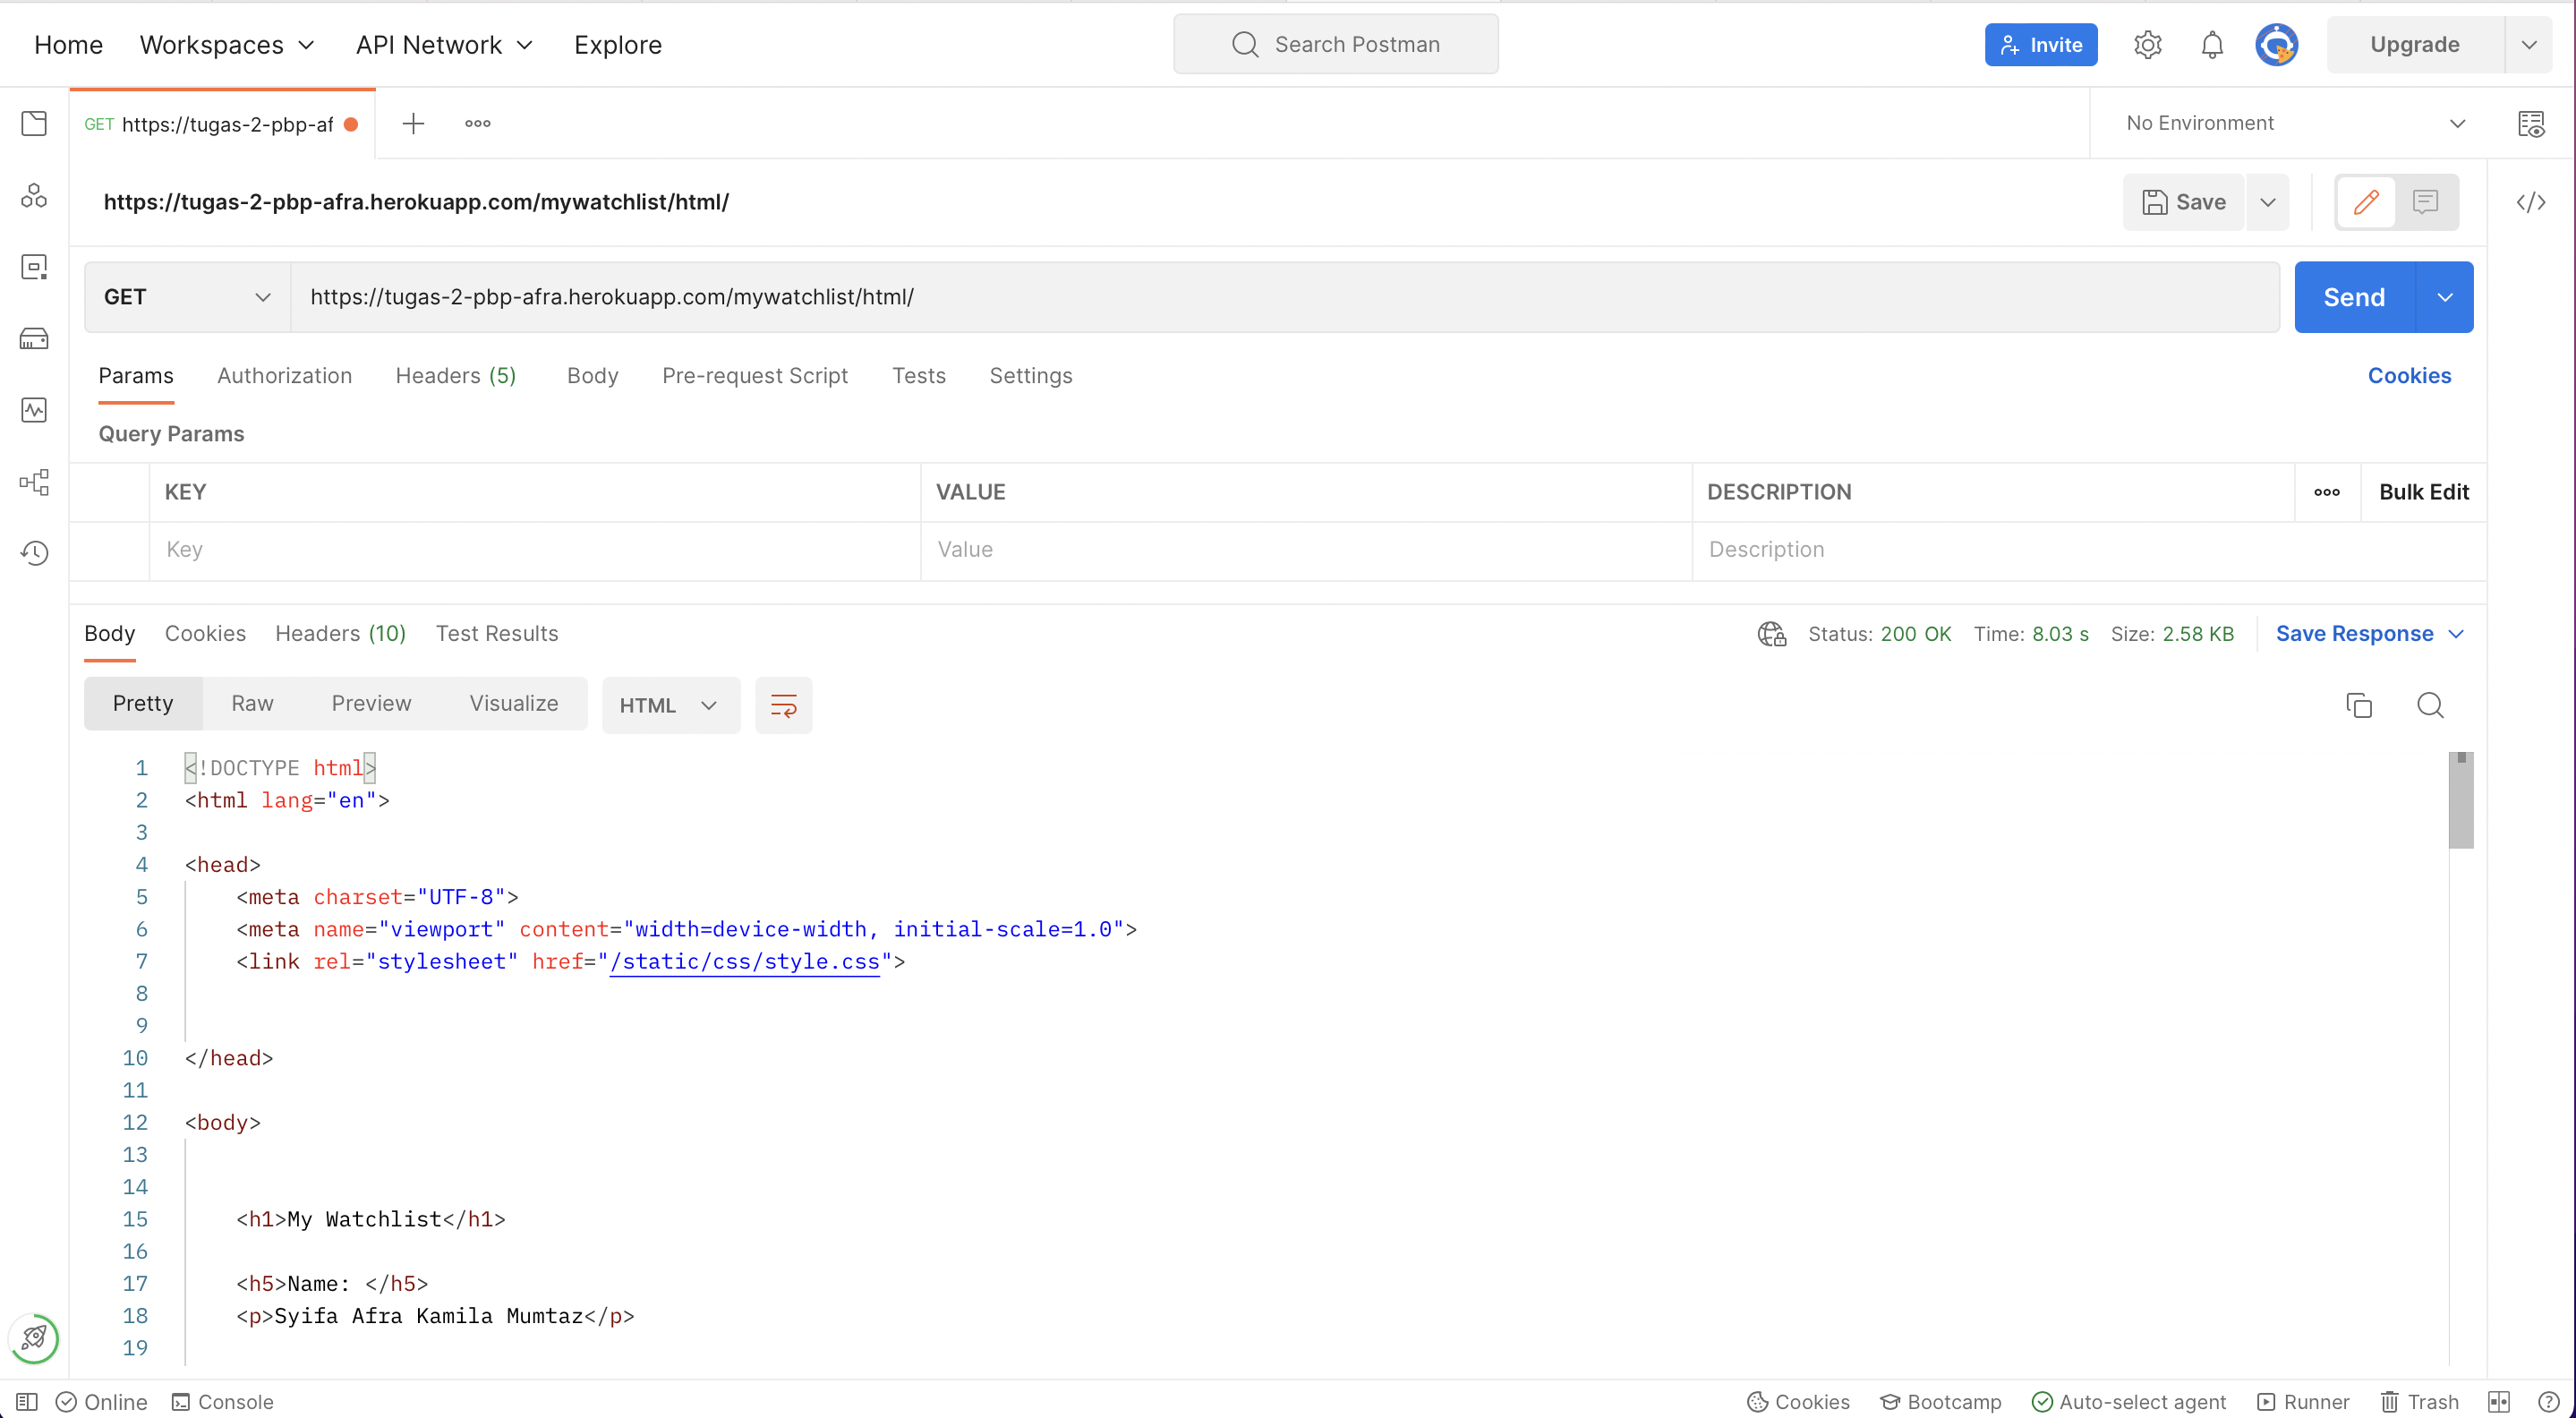 Home Workspaces API Network Explore Search Postman Invite Upgrade
GET https://tugas-2-pbp-af No Environment
https://tugas-2-pbp-afra.herokuapp.com/mywatchlist/html/ Save
GET https://tugas-2-pbp-afra.herokuapp.com/mywatchlist/html/ Send
Params Authorization Headers (5) Body Pre-request Script Tests Settings Cookies
Query Params
KEY VALUE DESCRIPTION Bulk Edit
Key Value Description
Body Cookies Headers (10) Test Results Status: 200 OK Time: 8.03 s Size: 2.58 KB Save Response
Pretty Raw Preview Visualize HTML
1 <!DOCTYPE html>
2 <html lang="en">
3
4 <head>
5 <meta charset="UTF-8">
6 <meta name="viewport" content="width=device-width, initial-scale=1.0">
7 <link rel="stylesheet" href="/static/css/style.css">
8
9
10 </head>
11
12 <body>
13
14
15 <h1>My Watchlist</h1>
16
17 <h5>Name: </h5>
18 <p>Syifa Afra Kamila Mumtaz</p>
19
Online Console Cookies Bootcamp Auto-select agent Runner Trash